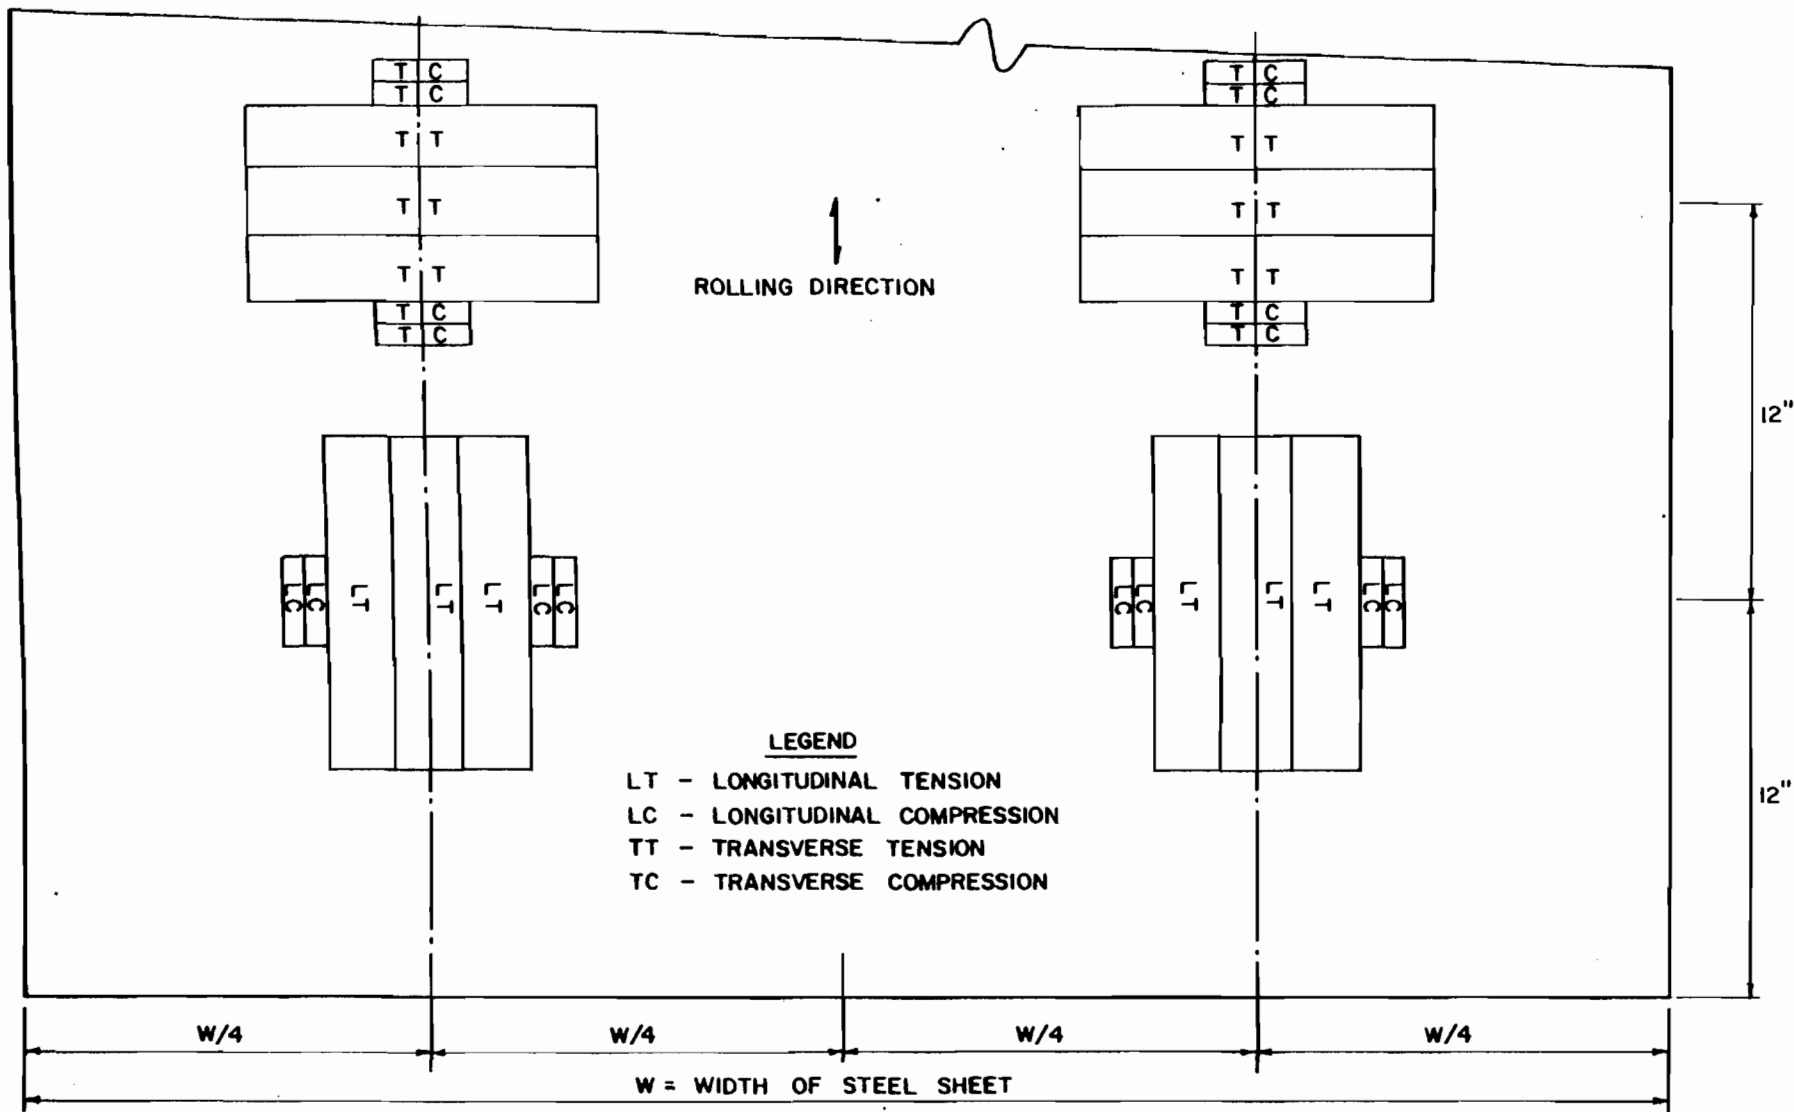 T C T C
T C T C
T T T T
T T T T
T T T T
T C T C
T C T C
ROLLING DIRECTION
12"
LC LC LT LT LT LC LC LC LC LT LT LT LC LC
12"
LEGEND
LT - LONGITUDINAL TENSION
LC - LONGITUDINAL COMPRESSION
TT - TRANSVERSE TENSION
TC - TRANSVERSE COMPRESSION
W/4 W/4 W/4 W/4
W = WIDTH OF STEEL SHEET